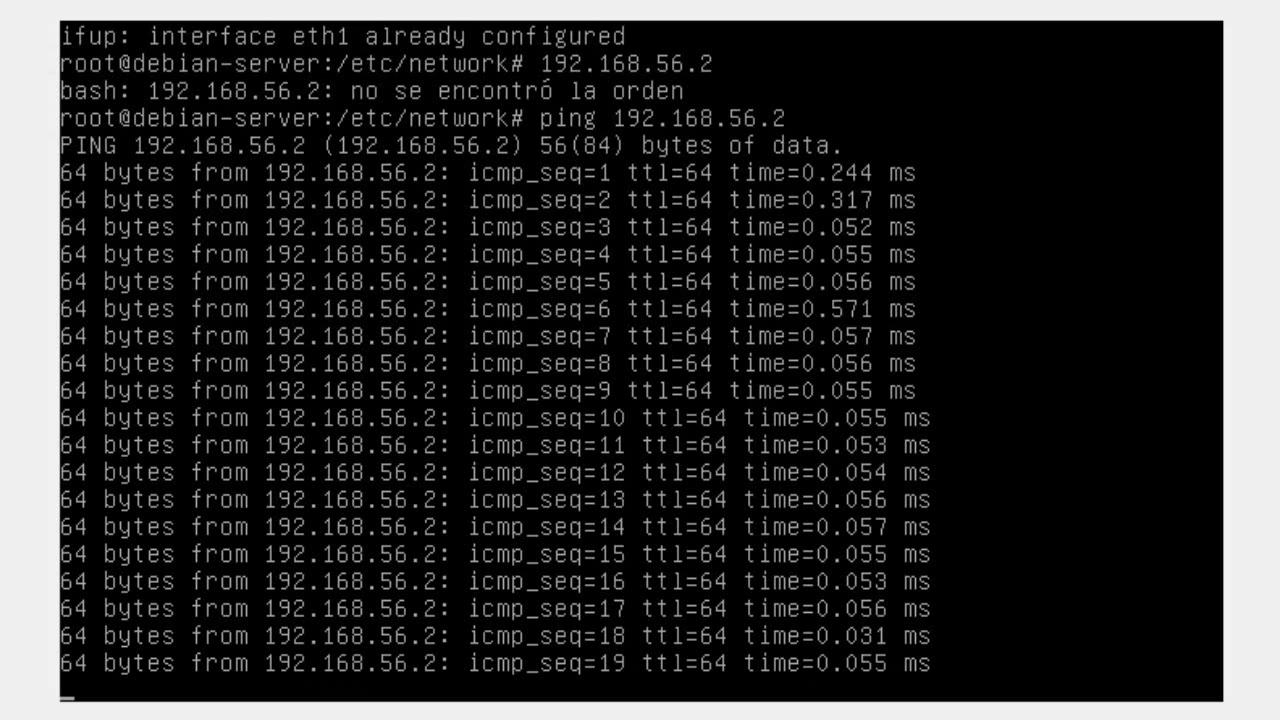 ifup: interface eth1 already configured
root@debian-server:/etc/network# 192.168.56.2
bash: 192.168.56.2: no se encontró la orden
root@debian-server:/etc/network# ping 192.168.56.2
PING 192.168.56.2 (192.168.56.2) 56(84) bytes of data.
64 bytes from 192.168.56.2: icmp_seq=1 ttl=64 time=0.244 ms
64 bytes from 192.168.56.2: icmp_seq=2 ttl=64 time=0.317 ms
64 bytes from 192.168.56.2: icmp_seq=3 ttl=64 time=0.052 ms
64 bytes from 192.168.56.2: icmp_seq=4 ttl=64 time=0.055 ms
64 bytes from 192.168.56.2: icmp_seq=5 ttl=64 time=0.056 ms
64 bytes from 192.168.56.2: icmp_seq=6 ttl=64 time=0.571 ms
64 bytes from 192.168.56.2: icmp_seq=7 ttl=64 time=0.057 ms
64 bytes from 192.168.56.2: icmp_seq=8 ttl=64 time=0.056 ms
64 bytes from 192.168.56.2: icmp_seq=9 ttl=64 time=0.055 ms
64 bytes from 192.168.56.2: icmp_seq=10 ttl=64 time=0.055 ms
64 bytes from 192.168.56.2: icmp_seq=11 ttl=64 time=0.053 ms
64 bytes from 192.168.56.2: icmp_seq=12 ttl=64 time=0.054 ms
64 bytes from 192.168.56.2: icmp_seq=13 ttl=64 time=0.056 ms
64 bytes from 192.168.56.2: icmp_seq=14 ttl=64 time=0.057 ms
64 bytes from 192.168.56.2: icmp_seq=15 ttl=64 time=0.055 ms
64 bytes from 192.168.56.2: icmp_seq=16 ttl=64 time=0.053 ms
64 bytes from 192.168.56.2: icmp_seq=17 ttl=64 time=0.056 ms
64 bytes from 192.168.56.2: icmp_seq=18 ttl=64 time=0.031 ms
64 bytes from 192.168.56.2: icmp_seq=19 ttl=64 time=0.055 ms